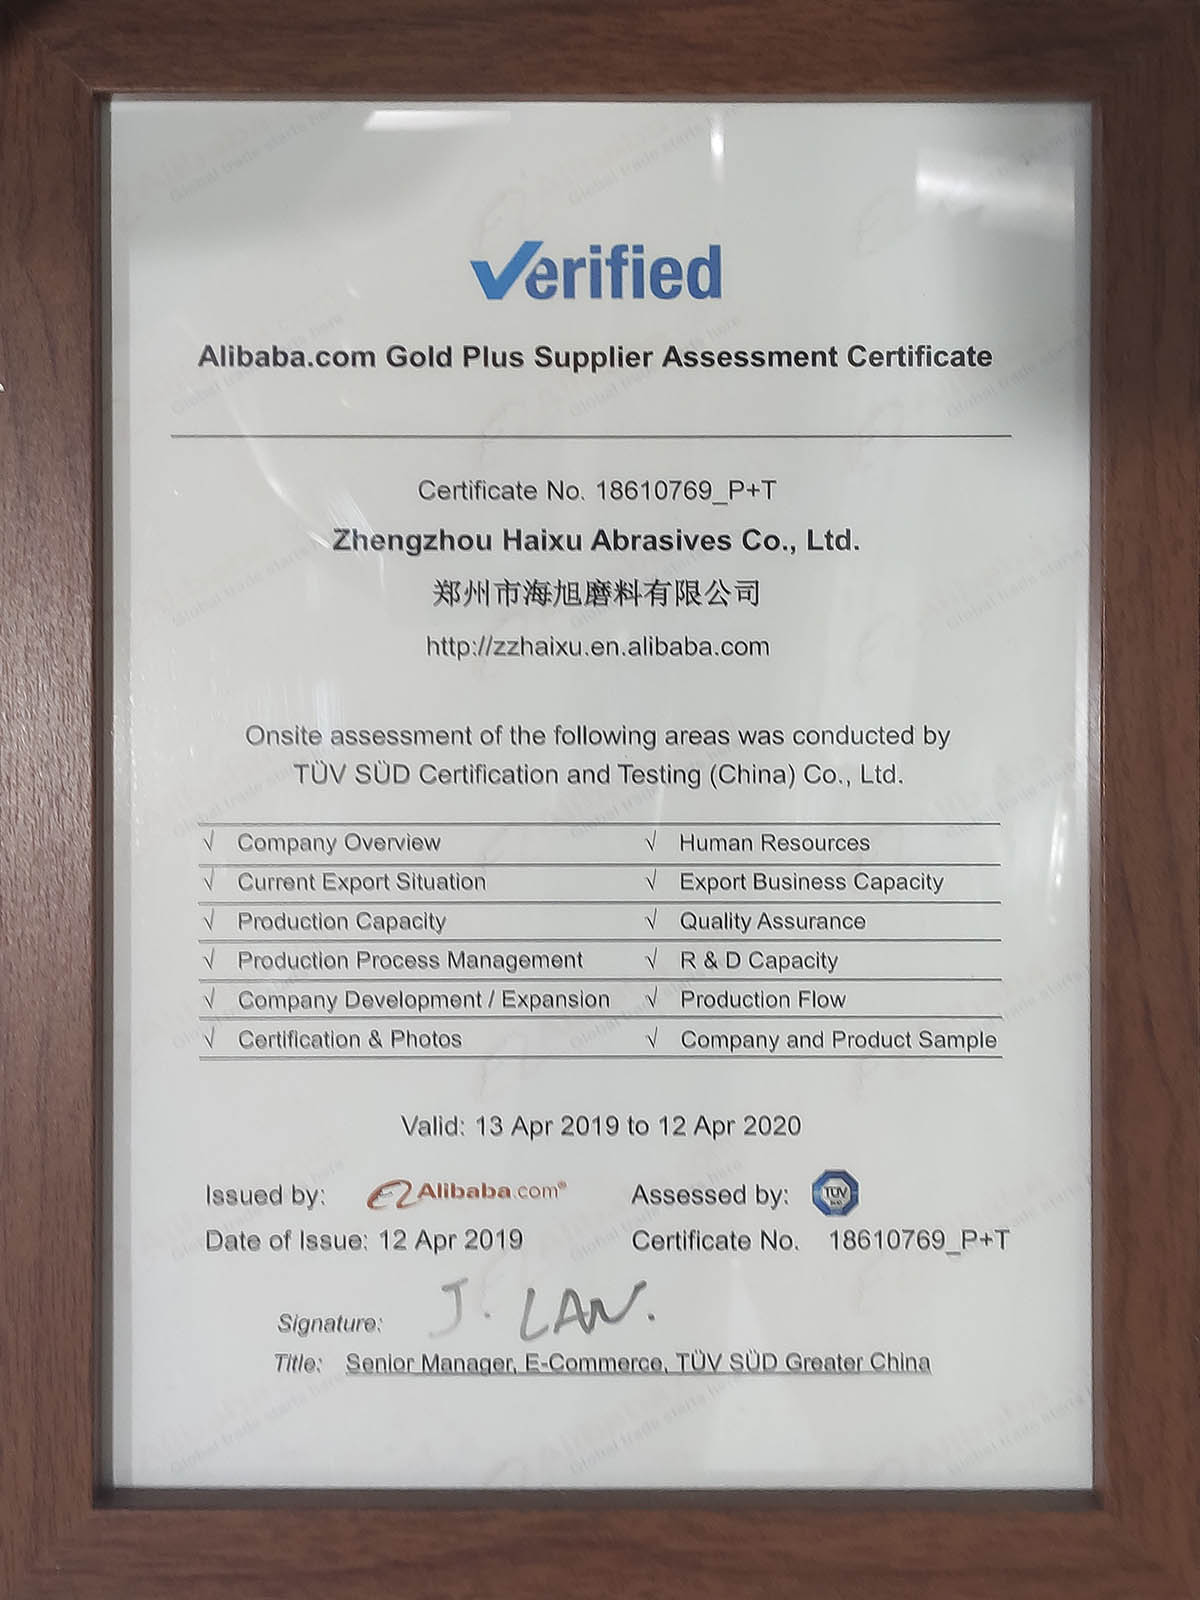 Verified
Alibaba.com Gold Plus Supplier Assessment Certificate
Certificate No. 18610769_P+T
Zhengzhou Haixu Abrasives Co., Ltd.
郑州市海旭磨料有限公司
http://zzhaixu.en.alibaba.com
Onsite assessment of the following areas was conducted by
TÜV SÜD Certification and Testing (China) Co., Ltd.
√ Company Overview √ Human Resources
√ Current Export Situation √ Export Business Capacity
√ Production Capacity √ Quality Assurance
√ Production Process Management √ R & D Capacity
√ Company Development / Expansion √ Production Flow
√ Certification & Photos √ Company and Product Sample
Valid: 13 Apr 2019 to 12 Apr 2020
Issued by: Alibaba.com® Assessed by: TÜV
Date of Issue: 12 Apr 2019 Certificate No. 18610769_P+T
Signature: J. LAN.
Title: Senior Manager, E-Commerce, TÜV SÜD Greater China